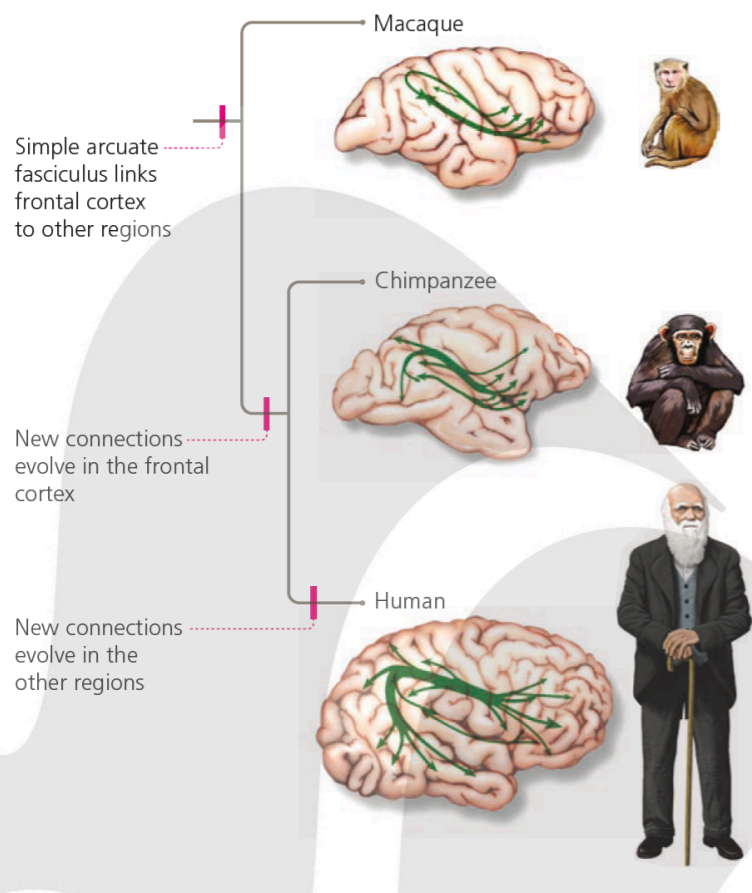 Macaque
Simple arcuate
fasciculus links
frontal cortex
to other regions
Chimpanzee
New connections
evolve in the frontal
cortex
Human
New connections
evolve in the
other regions